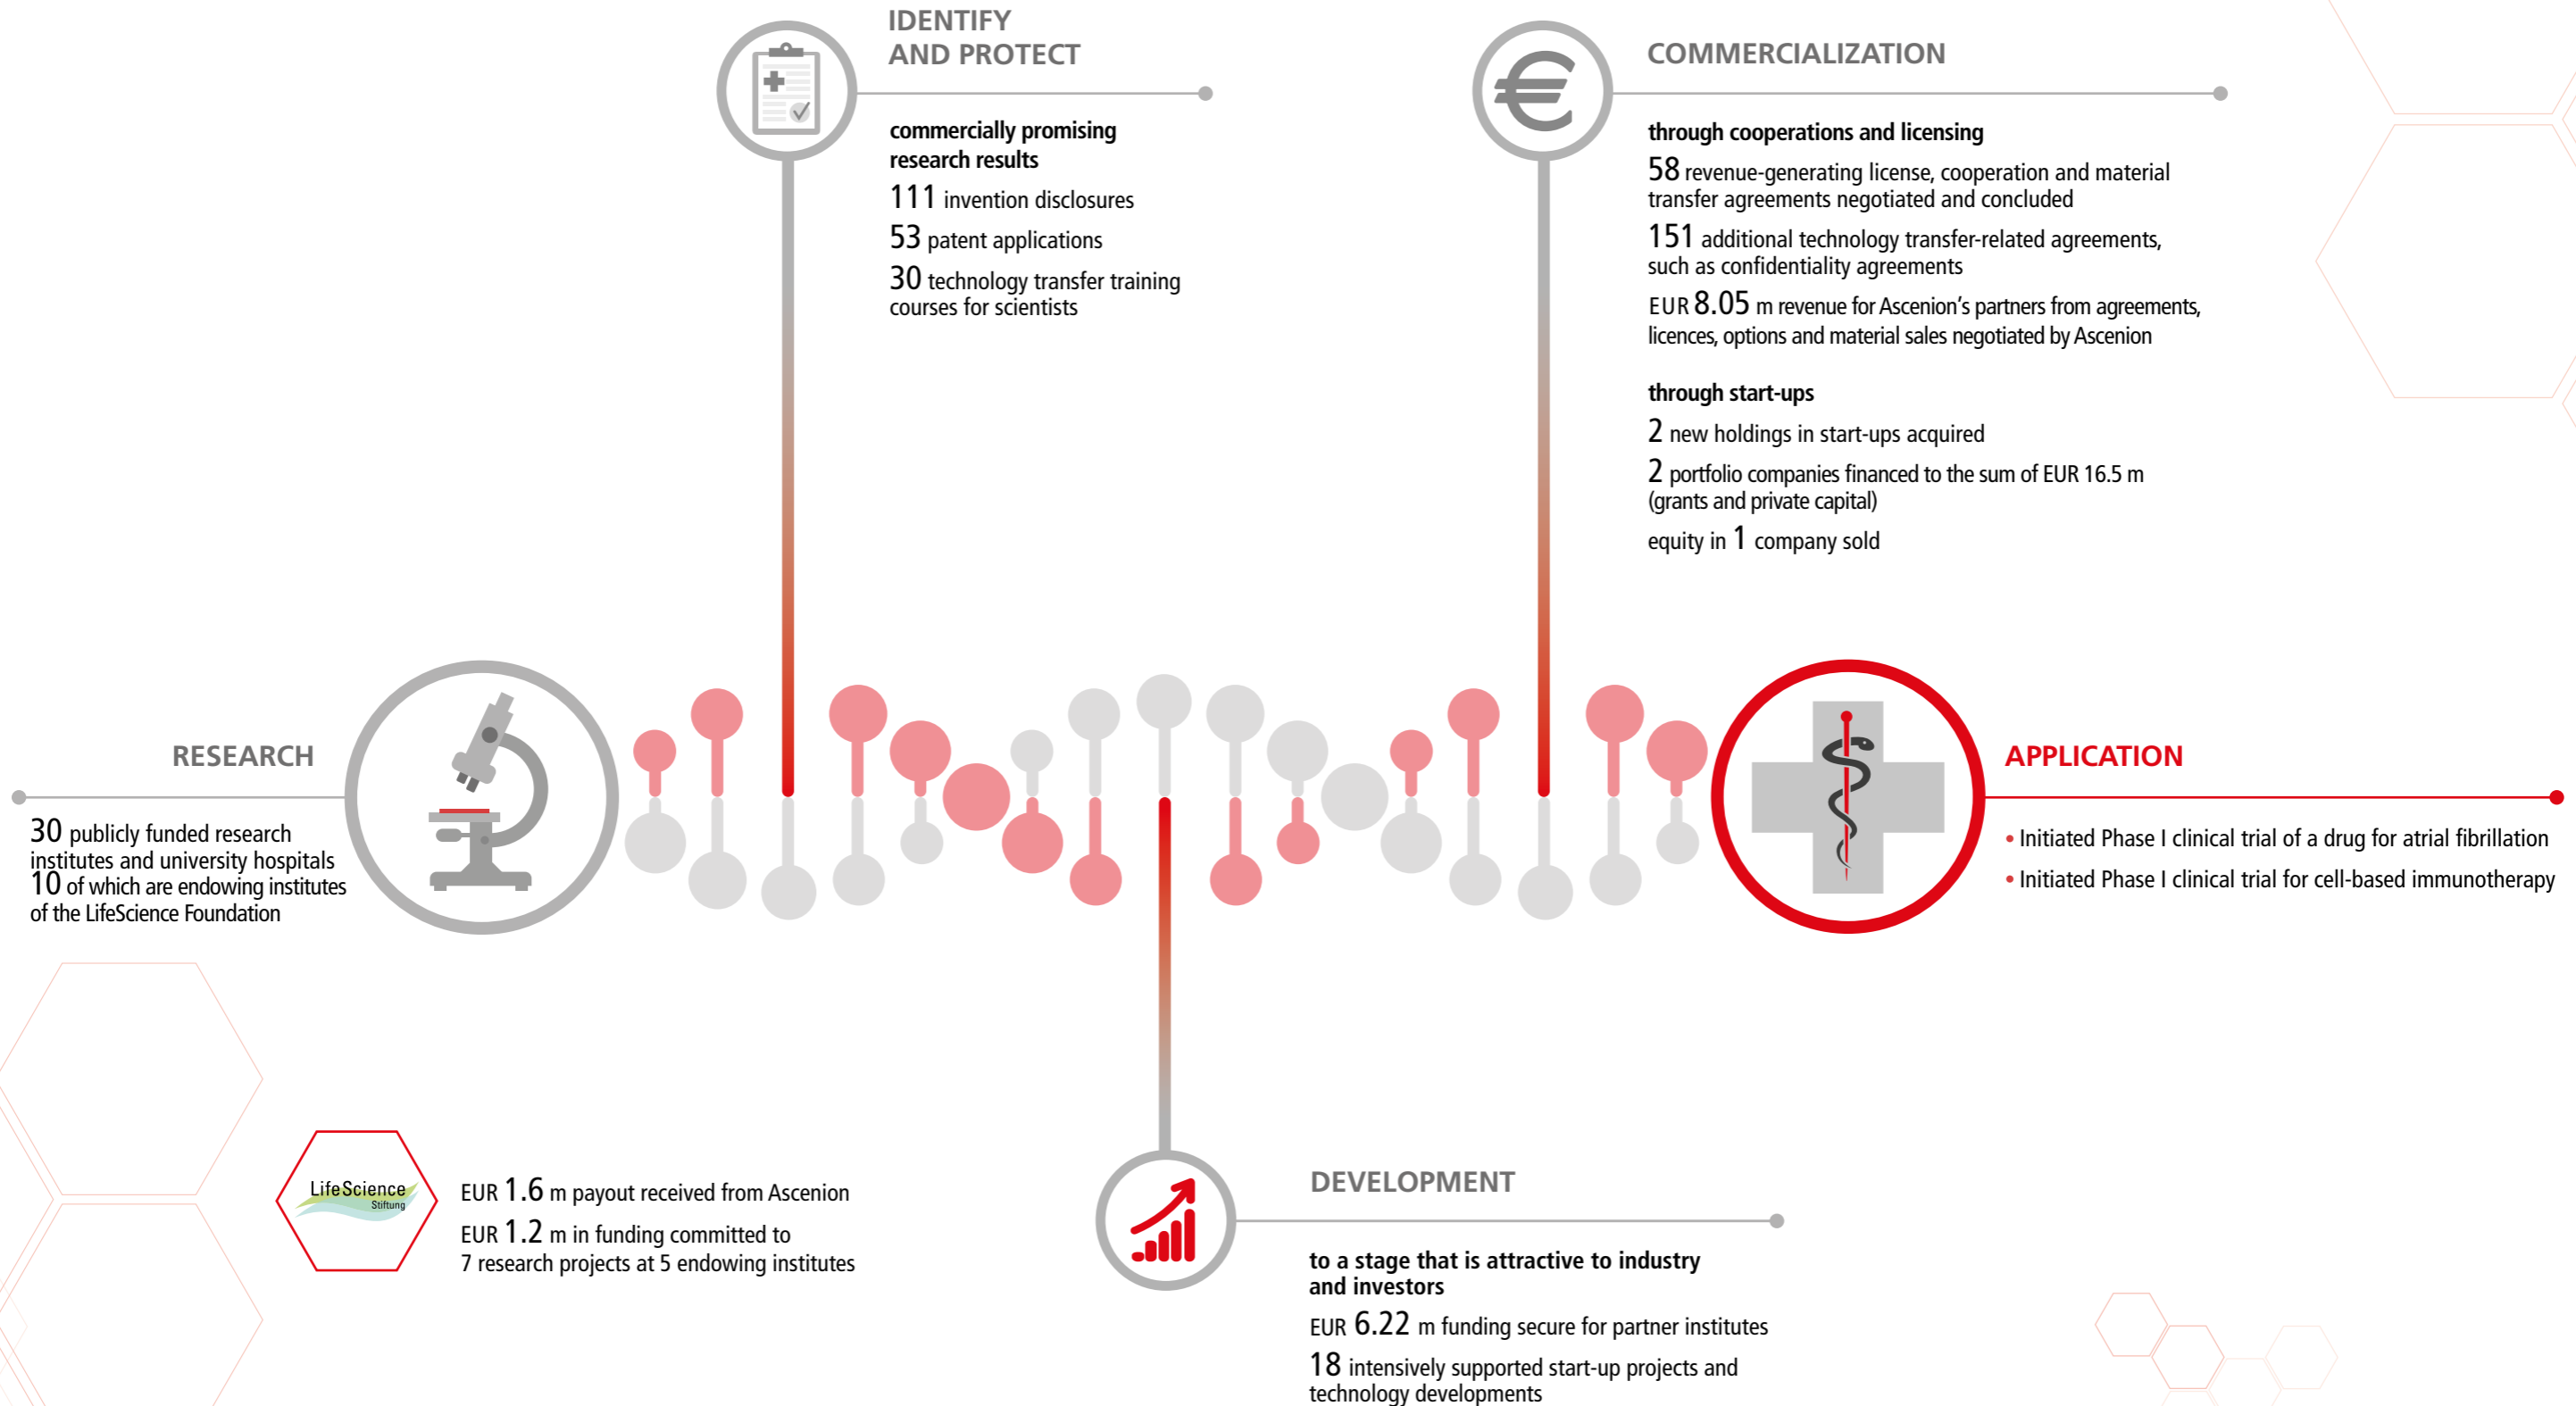 IDENTIFY
AND PROTECT
commercially promising
research results
111 invention disclosures
53 patent applications
30 technology transfer training
courses for scientists
COMMERCIALIZATION
through cooperations and licensing
58 revenue-generating license, cooperation and material
transfer agreements negotiated and concluded
151 additional technology transfer-related agreements,
such as confidentiality agreements
EUR 8.05 m revenue for Ascenion’s partners from agreements,
licences, options and material sales negotiated by Ascenion
through start-ups
2 new holdings in start-ups acquired
2 portfolio companies financed to the sum of EUR 16.5 m
(grants and private capital)
equity in 1 company sold
RESEARCH
30 publicly funded research
institutes and university hospitals
10 of which are endowing institutes
of the LifeScience Foundation
APPLICATION
• Initiated Phase I clinical trial of a drug for atrial fibrillation
• Initiated Phase I clinical trial for cell-based immunotherapy
LifeScience
Stiftung
EUR 1.6 m payout received from Ascenion
EUR 1.2 m in funding committed to
7 research projects at 5 endowing institutes
DEVELOPMENT
to a stage that is attractive to industry
and investors
EUR 6.22 m funding secure for partner institutes
18 intensively supported start-up projects and
technology developments